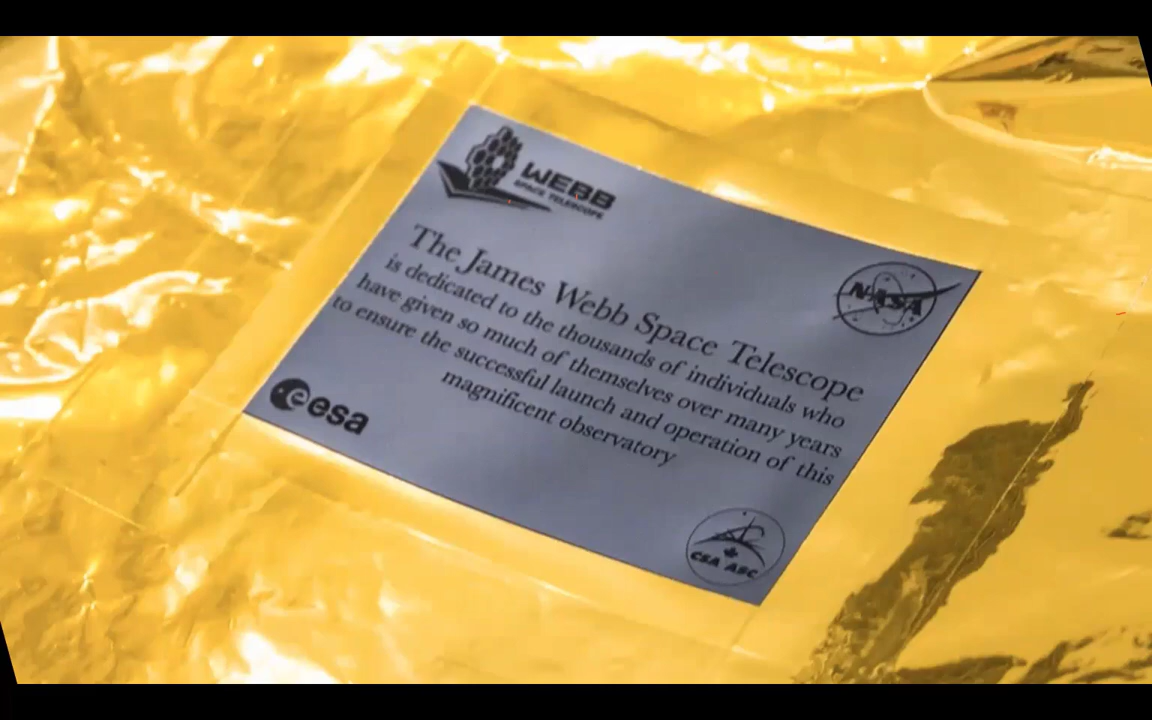 WEBB
SPACE TELESCOPE
NASA
The James Webb Space Telescope
is dedicated to the thousands of individuals who
have given so much of themselves over many years
to ensure the successful launch and operation of this
magnificent observatory
esa
CSA ASC